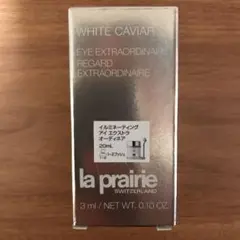 WHITE CAVIAR
EYE EXTRAORDINAIRE
REGARD
EXTRAORDINAIRE
イルミネーティング
アイ エクストラ
オーディネア
20mL
la prairie
SWITZERLAND
3 ml / NET WT. 0.10 OZ.